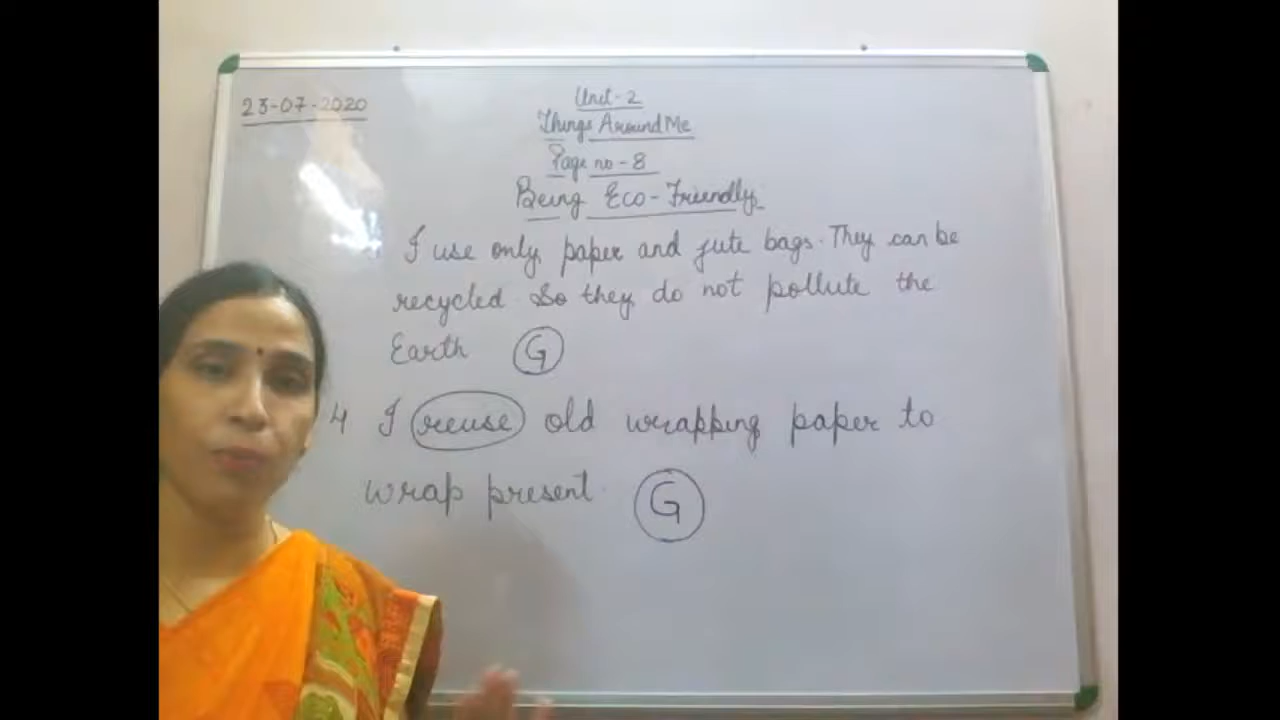 23-07-2020
Unit-2
Things Around Me
Page no-8
Being Eco-Friendly
I use only paper and jute bags. They can be
recycled. So they do not pollute the
Earth G
4 I reuse old wrapping paper to
wrap present. G